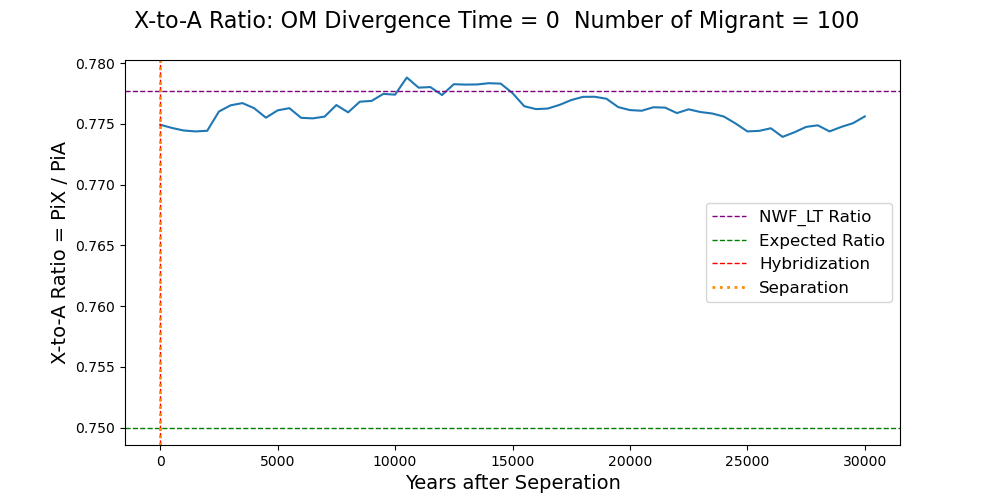 X-to-A Ratio: OM Divergence Time = 0  Number of Migrant = 100
X-to-A Ratio = PiX / PiA
0.780
0.775
0.770
0.765
0.760
0.755
0.750
NWF_LT Ratio
Expected Ratio
Hybridization
Separation
0 5000 10000 15000 20000 25000 30000
Years after Seperation